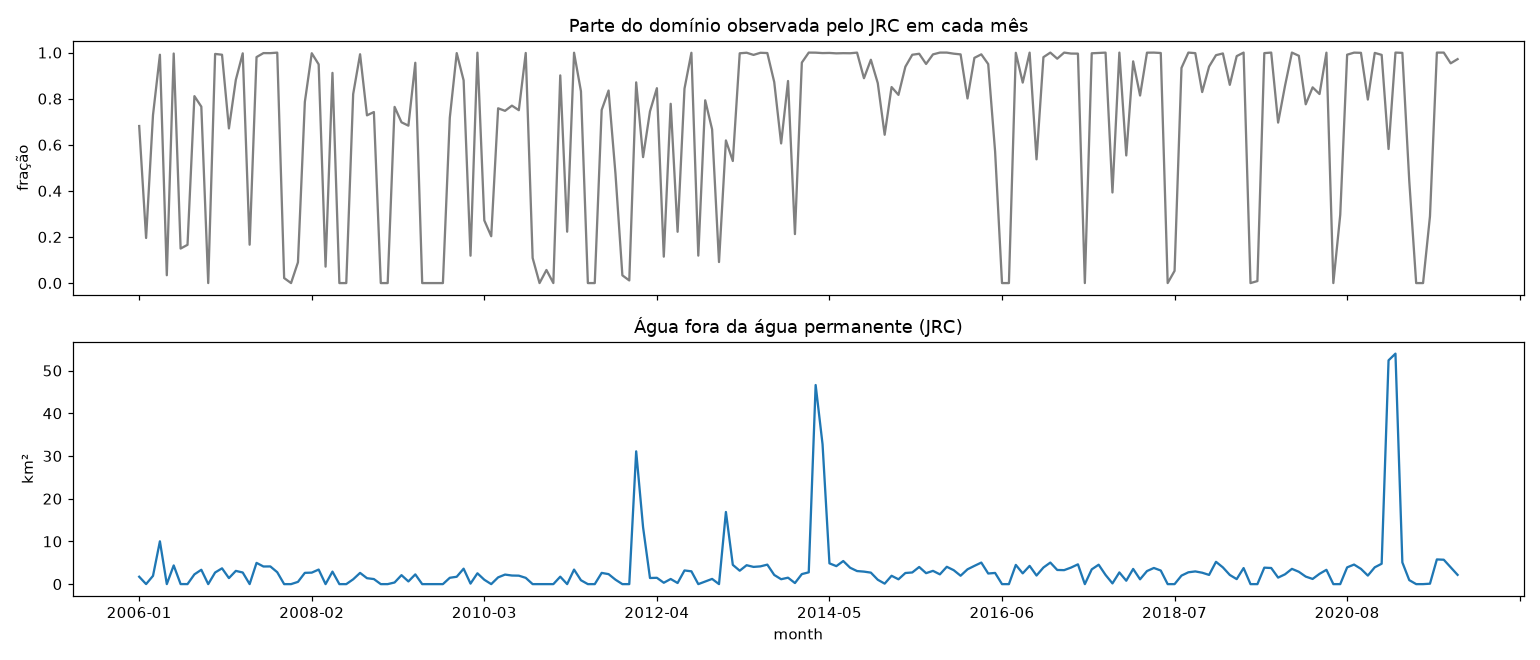 Parte do domínio observada pelo JRC em cada mês
1.0
0.8
0.6
0.4
0.2
0.0
fração
Água fora da água permanente (JRC)
50
40
30
20
10
0
km²
2006-01 2008-02 2010-03 2012-04 2014-05 2016-06 2018-07 2020-08
month